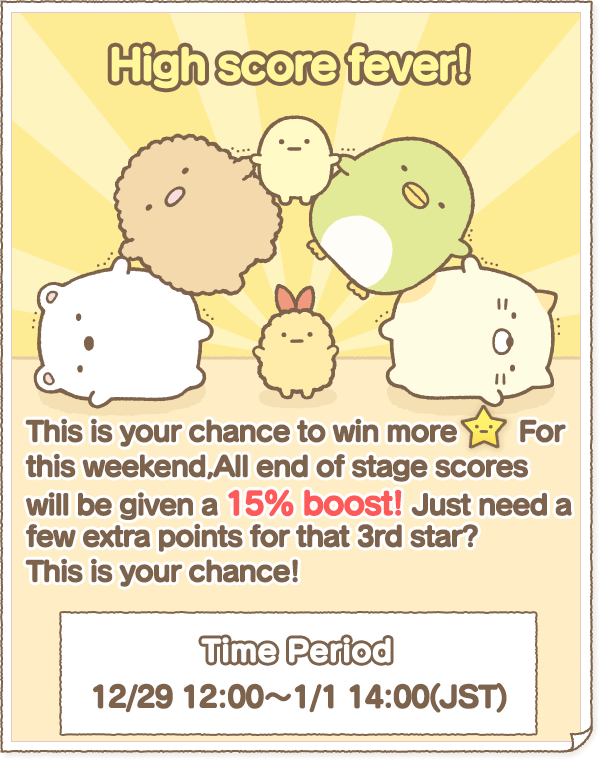 High score fever!
This is your chance to win more For
this weekend,All end of stage scores
will be given a 15% boost! Just need a
few extra points for that 3rd star?
This is your chance!
Time Period
12/29 12:00～1/1 14:00(JST)